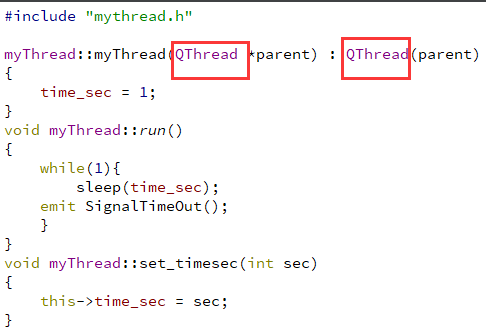 #include "mythread.h"
myThread::myThread(QThread *parent) : QThread(parent)
{
    time_sec = 1;
}
void myThread::run()
{
    while(1){
        sleep(time_sec);
    emit SignalTimeOut();
    }
}
void myThread::set_timesec(int sec)
{
    this->time_sec = sec;
}